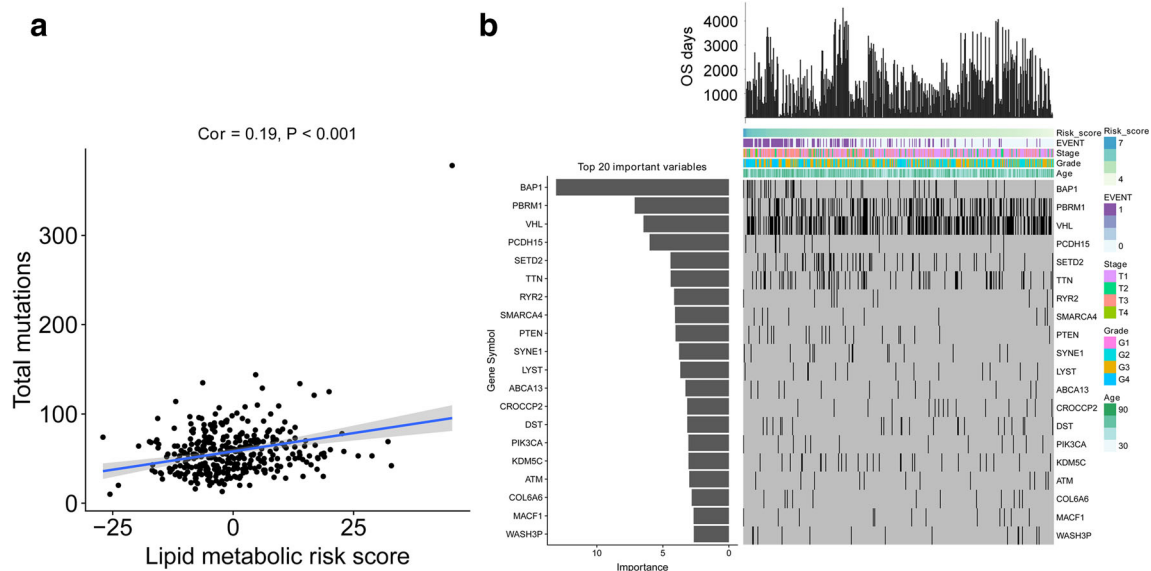 a
Cor = 0.19, P < 0.001
Total mutations
300
200
100
0
−25
0
25
Lipid metabolic risk score
b
OS days
4000
3000
2000
1000
Top 20 important variables
Gene Symbol
BAP1
PBRM1
VHL
PCDH15
SETD2
TTN
RYR2
SMARCA4
PTEN
SYNE1
LYST
ABCA13
CROCCP2
DST
PIK3CA
KDM5C
ATM
COL6A6
MACF1
WASH3P
10
5
0
Importance
Risk_score
EVENT
Stage
Grade
Age
BAP1
PBRM1
VHL
PCDH15
SETD2
TTN
RYR2
SMARCA4
PTEN
SYNE1
LYST
ABCA13
CROCCP2
DST
PIK3CA
KDM5C
ATM
COL6A6
MACF1
WASH3P
Risk_score
7
4
EVENT
1
0
Stage
T1
T2
T3
T4
Grade
G1
G2
G3
G4
Age
90
30